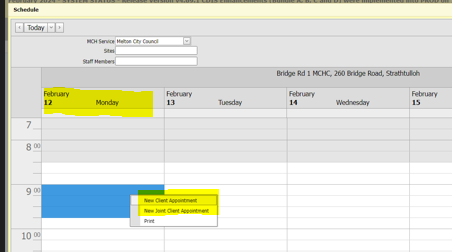 Schedule
Today
MCH Service Melton City Council
Sites
Staff Members
Bridge Rd 1 MCHC, 260 Bridge Road, Strathtulloh
February February February February
12 Monday 13 Tuesday 14 Wednesday 15
7
8 00
9 00
New Client Appointment
New Joint Client Appointment
Print
10 00